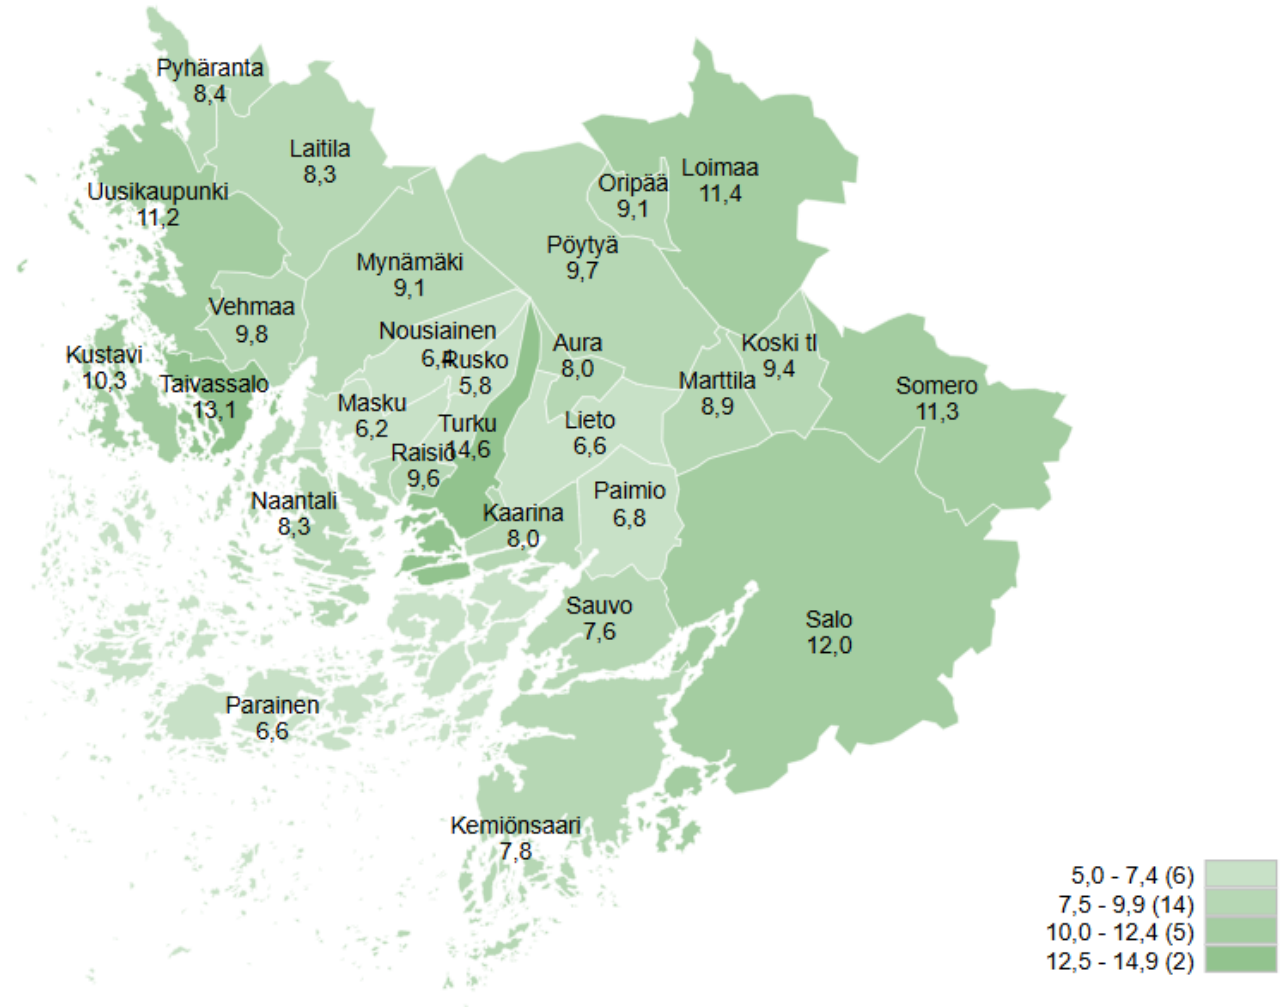 Pyhäranta
8,4
Laitila
8,3
Loimaa
11,4
Oripää
9,1
Uusikaupunki
11,2
Pöytyä
9,7
Mynämäki
9,1
Vehmaa
9,8
Nousiainen
6,4
Rusko
5,8
Aura
8,0
Koski tl
9,4
Kustavi
10,3
Taivassalo
13,1
Marttila
8,9
Somero
11,3
Masku
6,2
Turku
14,6
Lieto
6,6
Raisio
9,6
Naantali
8,3
Paimio
6,8
Kaarina
8,0
Sauvo
7,6
Salo
12,0
Parainen
6,6
Kemiönsaari
7,8
5,0 - 7,4 (6)
7,5 - 9,9 (14)
10,0 - 12,4 (5)
12,5 - 14,9 (2)